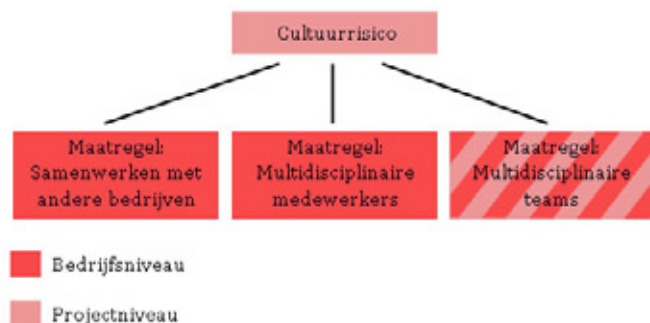 Cultuurrisico
Maatregel:
Samenwerken met
andere bedrijven
Maatregel:
Multidisciplinaire
medewerkers
Maatregel:
Multidisciplinaire
teams
Bedrijfsniveau
Projectniveau